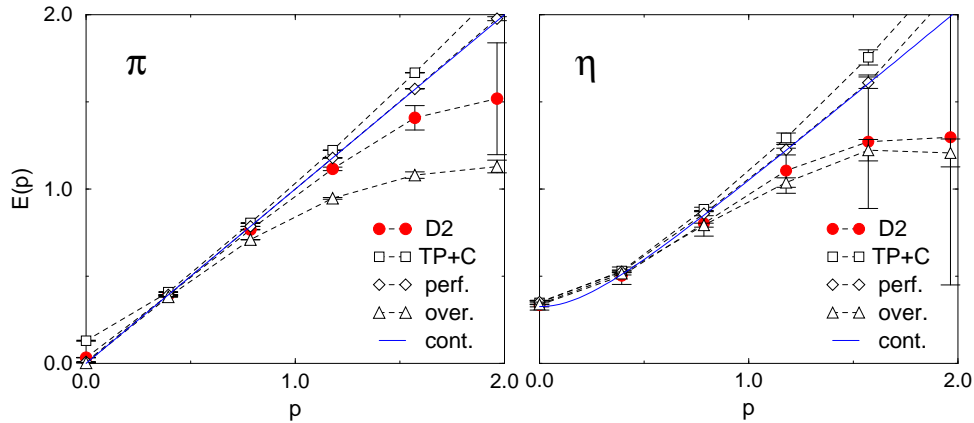 2.0
1.0
0.0
E(p)
π
D2
TP+C
perf.
over.
cont.
0.0
1.0
2.0
p
η
D2
TP+C
perf.
over.
cont.
0.0
1.0
2.0
p